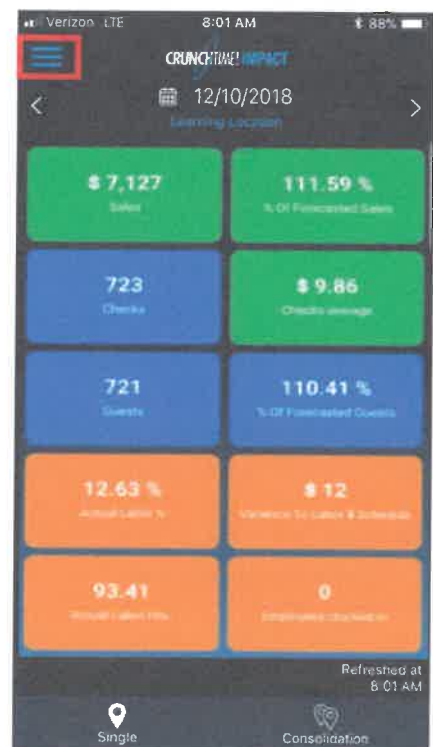 Verizon LTE 8:01 AM 88%
CRUNCHTIME! IMPACT
12/10/2018
Learning Location
$ 7,127 111.59 %
Sales % Of Forecasted Sales
723 $ 9.86
Checks Checks average
721 110.41 %
Guests % Of Forecasted Guests
12.63 % $ 12
Actual Labor % Variance To Labor $ Schedule
93.41 0
Actual Labor Hrs Employees clocked in
Refreshed at
8:01 AM
Single Consolidation